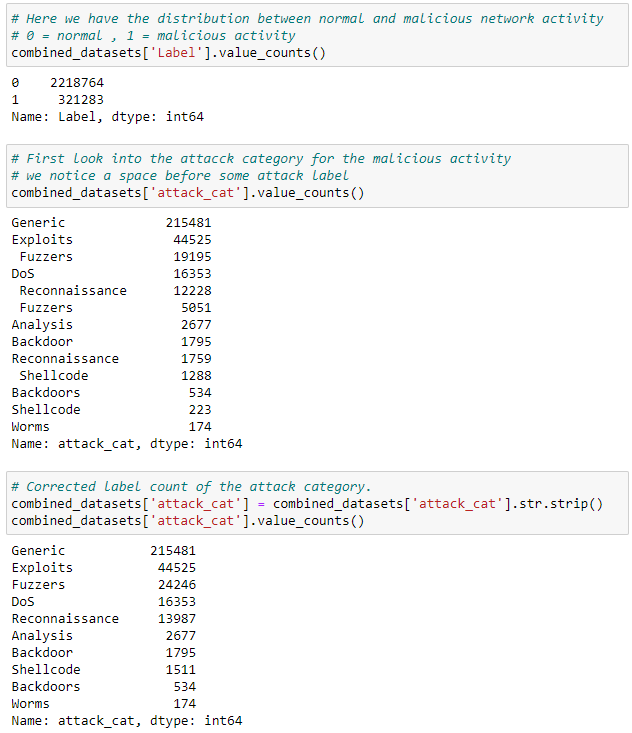 # Here we have the distribution between normal and malicious network activity
# 0 = normal , 1 = malicious activity
combined_datasets['Label'].value_counts()
0    2218764
1     321283
Name: Label, dtype: int64
# First look into the attacck category for the malicious activity
# we notice a space before some attack label
combined_datasets['attack_cat'].value_counts()
Generic             215481
Exploits             44525
 Fuzzers             19195
DoS                  16353
 Reconnaissance      12228
 Fuzzers              5051
Analysis              2677
Backdoor              1795
Reconnaissance        1759
 Shellcode            1288
Backdoors              534
Shellcode              223
Worms                  174
Name: attack_cat, dtype: int64
# Corrected label count of the attack category.
combined_datasets['attack_cat'] = combined_datasets['attack_cat'].str.strip()
combined_datasets['attack_cat'].value_counts()
Generic           215481
Exploits           44525
Fuzzers            24246
DoS                16353
Reconnaissance     13987
Analysis            2677
Backdoor            1795
Shellcode           1511
Backdoors            534
Worms                174
Name: attack_cat, dtype: int64